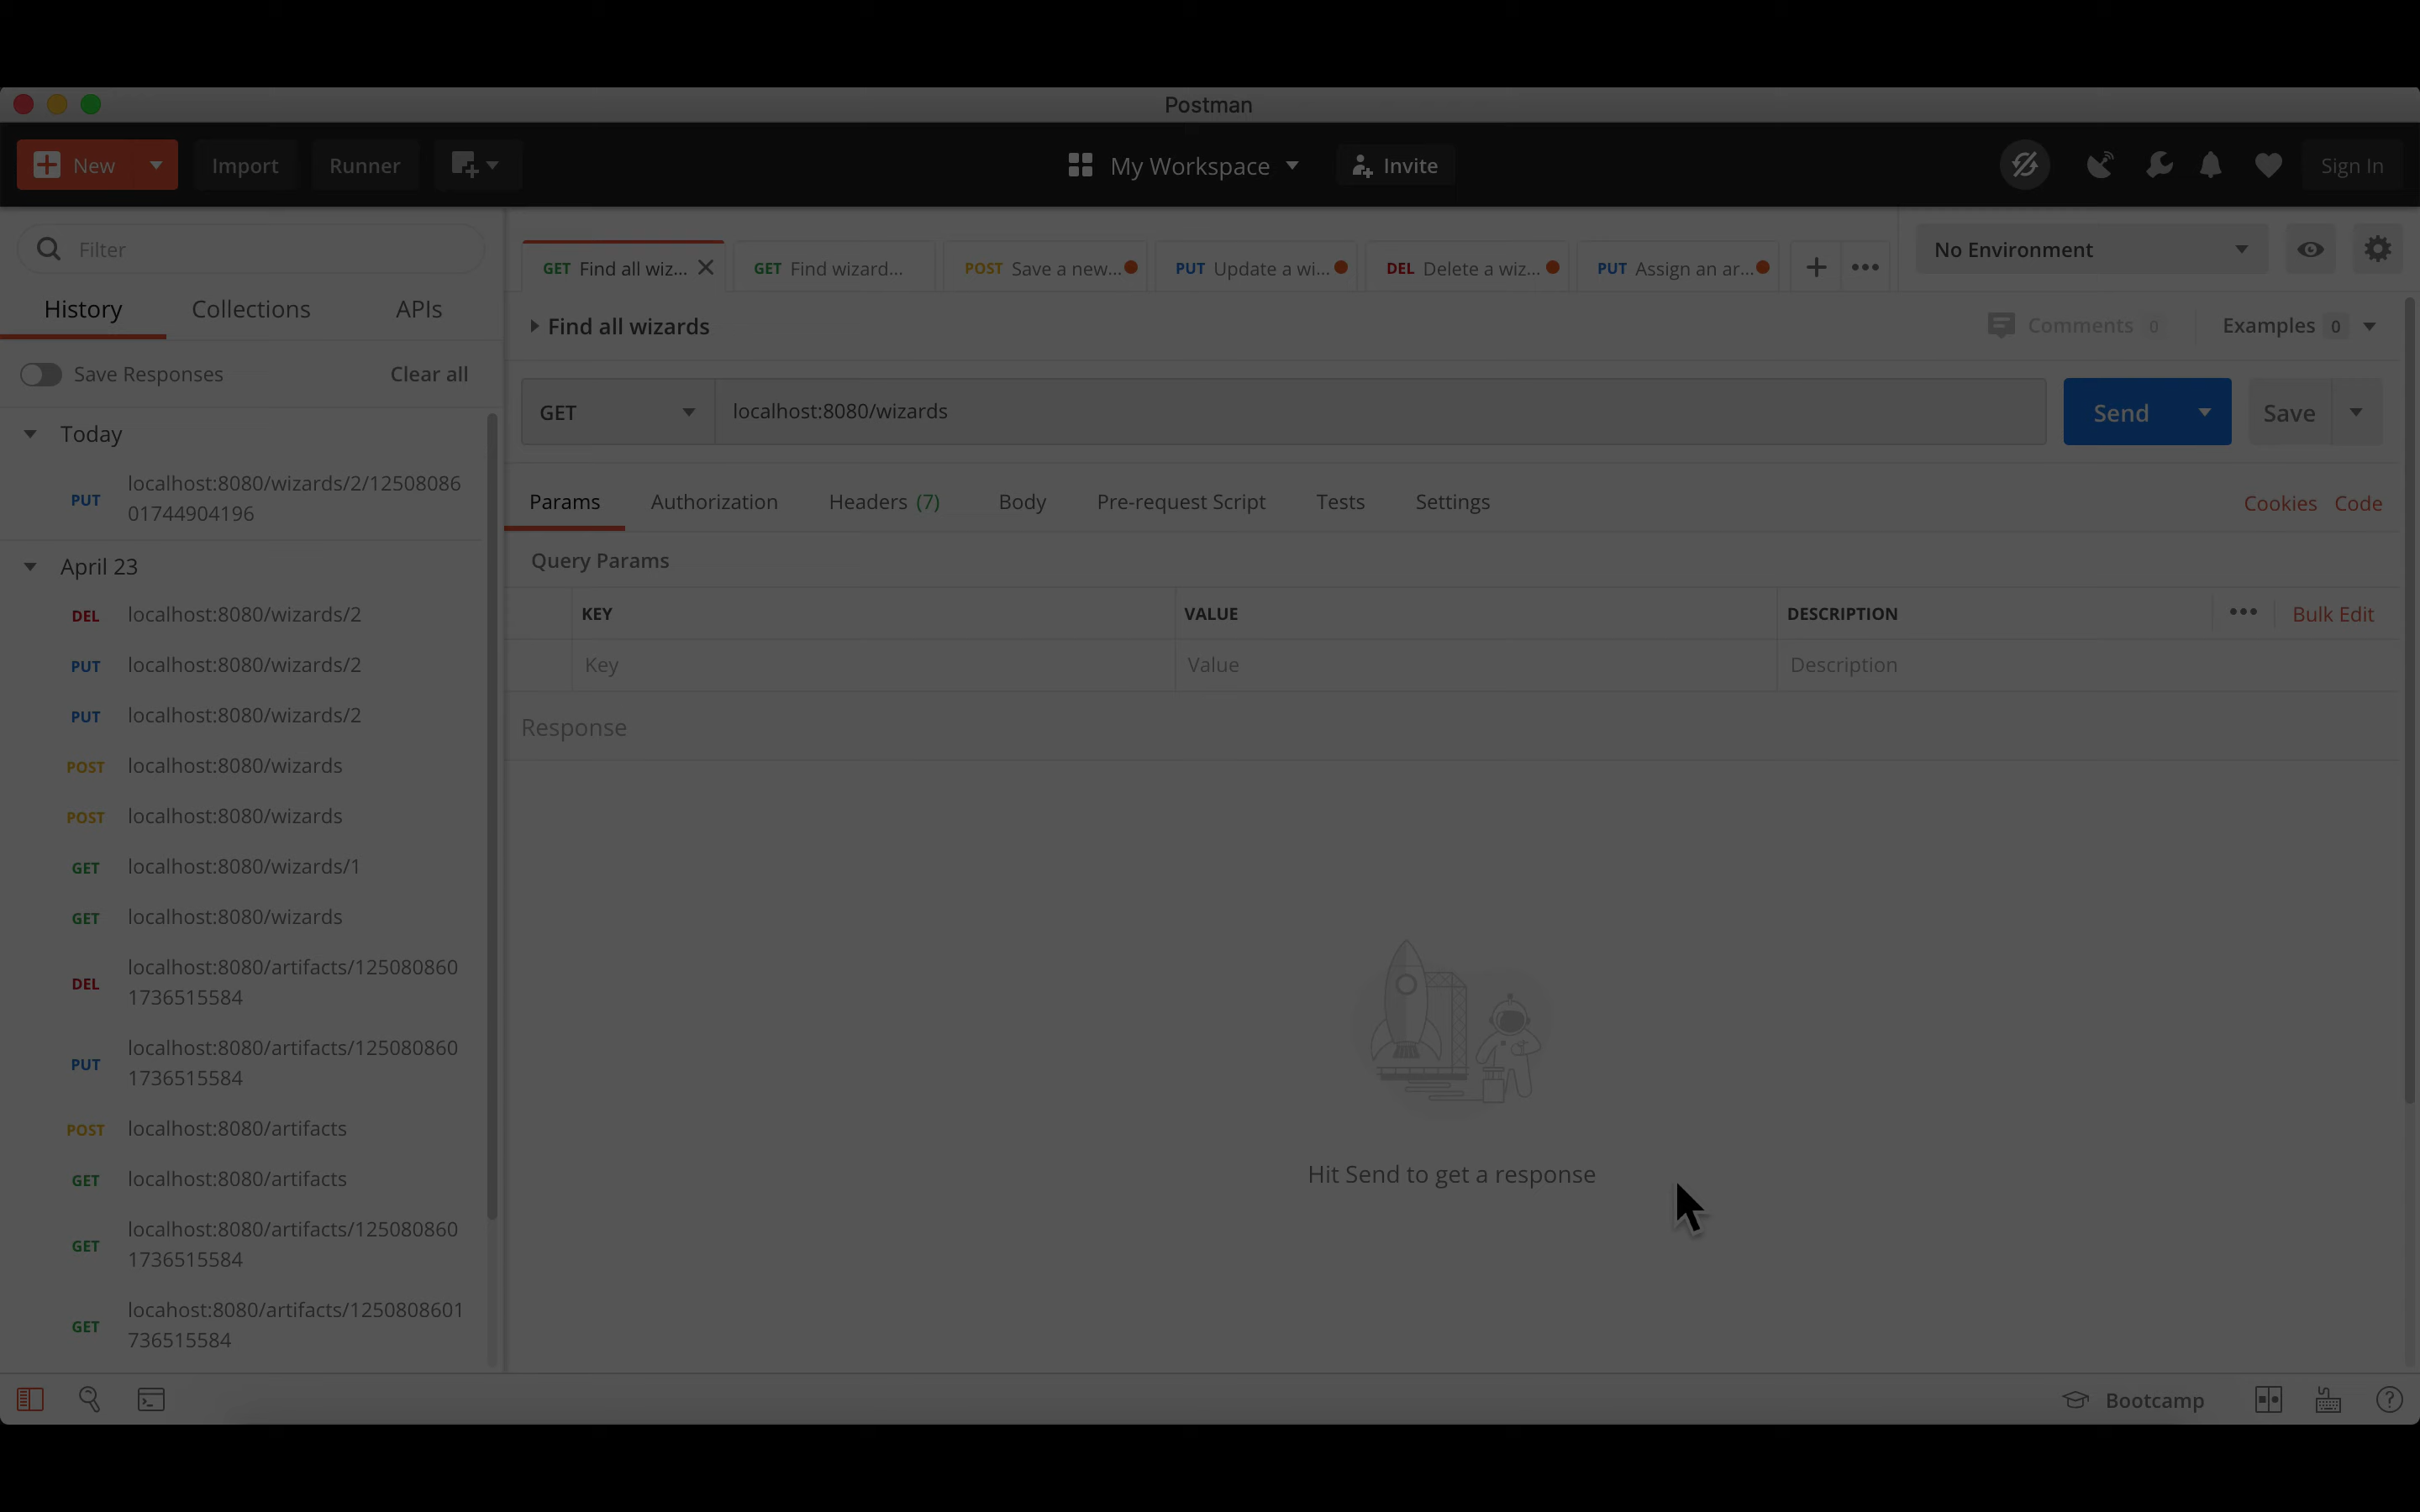 Postman
New Import Runner My Workspace Invite Sign In
Filter
History Collections APIs
Save Responses Clear all
Today
PUT localhost:8080/wizards/2/12508086
01744904196
April 23
DEL localhost:8080/wizards/2
PUT localhost:8080/wizards/2
PUT localhost:8080/wizards/2
POST localhost:8080/wizards
POST localhost:8080/wizards
GET localhost:8080/wizards/1
GET localhost:8080/wizards
DEL localhost:8080/artifacts/125080860
1736515584
PUT localhost:8080/artifacts/125080860
1736515584
POST localhost:8080/artifacts
GET localhost:8080/artifacts
GET localhost:8080/artifacts/125080860
1736515584
GET locahost:8080/artifacts/1250808601
736515584
GET Find all wiz... GET Find wizard... POST Save a new... PUT Update a wi... DEL Delete a wiz... PUT Assign an ar... No Environment
Find all wizards Comments 0 Examples 0
GET localhost:8080/wizards Send Save
Params Authorization Headers (7) Body Pre-request Script Tests Settings Cookies Code
Query Params
KEY VALUE DESCRIPTION Bulk Edit
Key Value Description
Response
Hit Send to get a response
Bootcamp